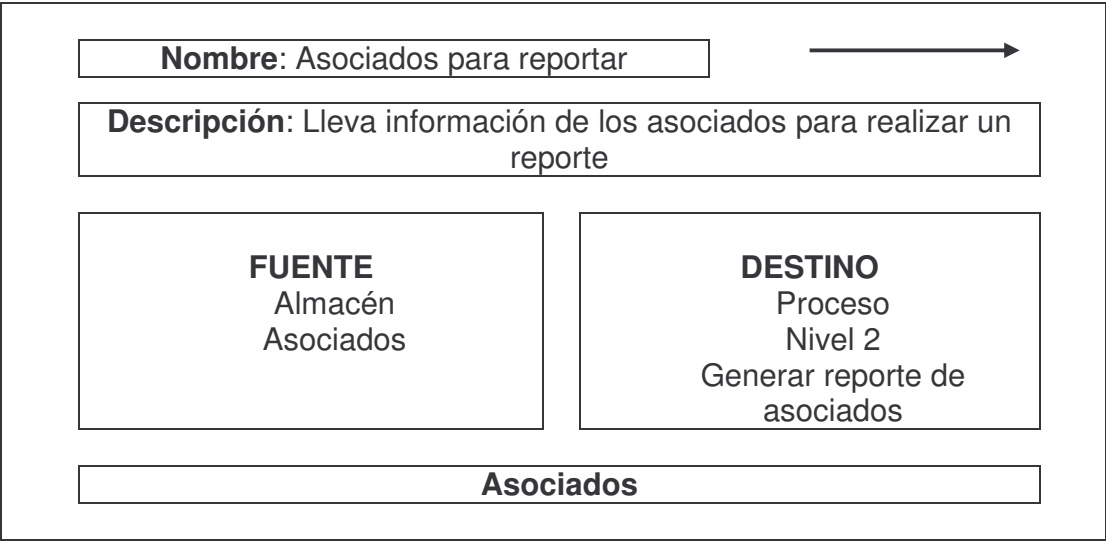 Nombre: Asociados para reportar
Descripción: Lleva información de los asociados para realizar un
reporte
FUENTE
Almacén
Asociados
DESTINO
Proceso
Nivel 2
Generar reporte de
asociados
Asociados